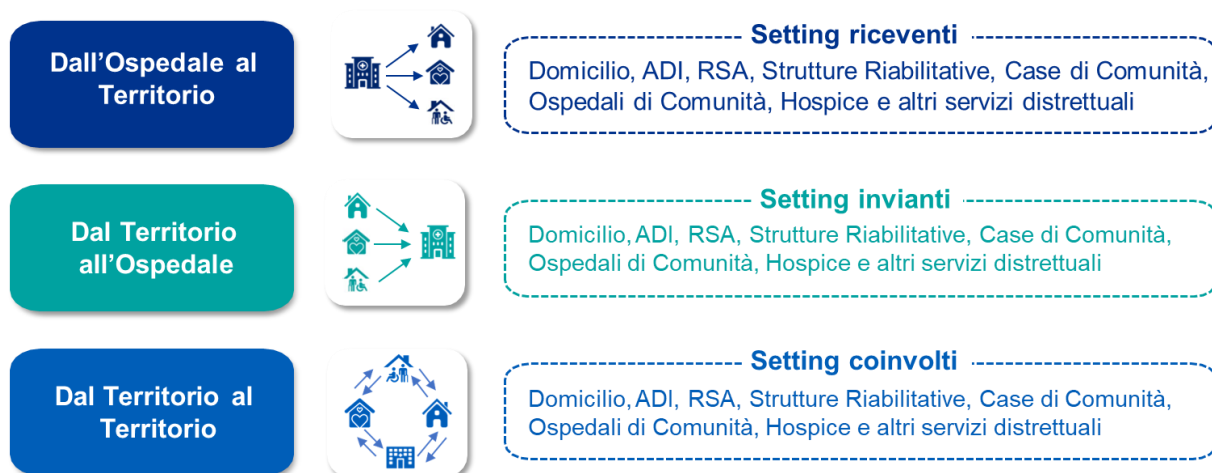 Dall'Ospedale al
Territorio
Setting riceventi
Domicilio, ADI, RSA, Strutture Riabilitative, Case di Comunità,
Ospedali di Comunità, Hospice e altri servizi distrettuali
Dal Territorio
all'Ospedale
Setting invianti
Domicilio, ADI, RSA, Strutture Riabilitative, Case di Comunità,
Ospedali di Comunità, Hospice e altri servizi distrettuali
Dal Territorio al
Territorio
Setting coinvolti
Domicilio, ADI, RSA, Strutture Riabilitative, Case di Comunità,
Ospedali di Comunità, Hospice e altri servizi distrettuali